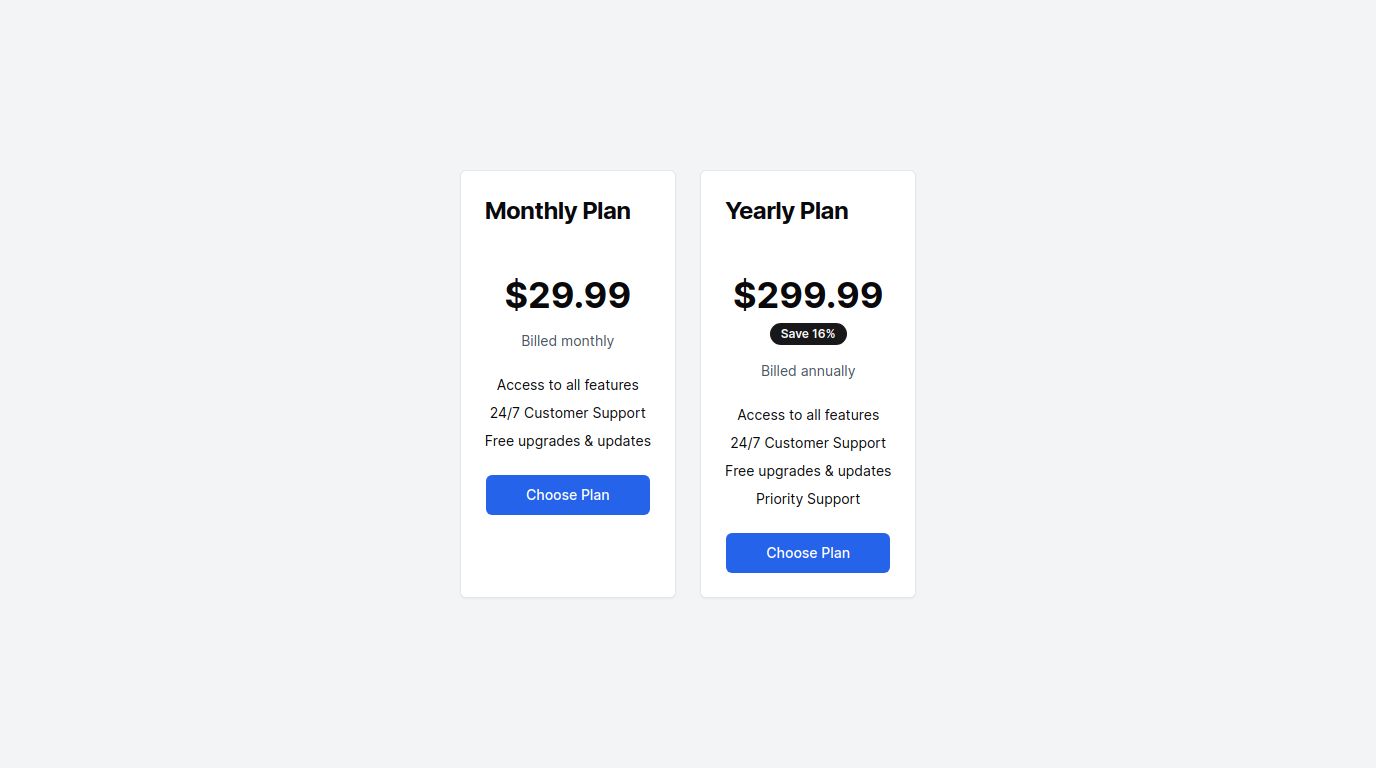 Monthly Plan
$29.99
Billed monthly
Access to all features
24/7 Customer Support
Free upgrades & updates
Choose Plan
Yearly Plan
$299.99
Save 16%
Billed annually
Access to all features
24/7 Customer Support
Free upgrades & updates
Priority Support
Choose Plan